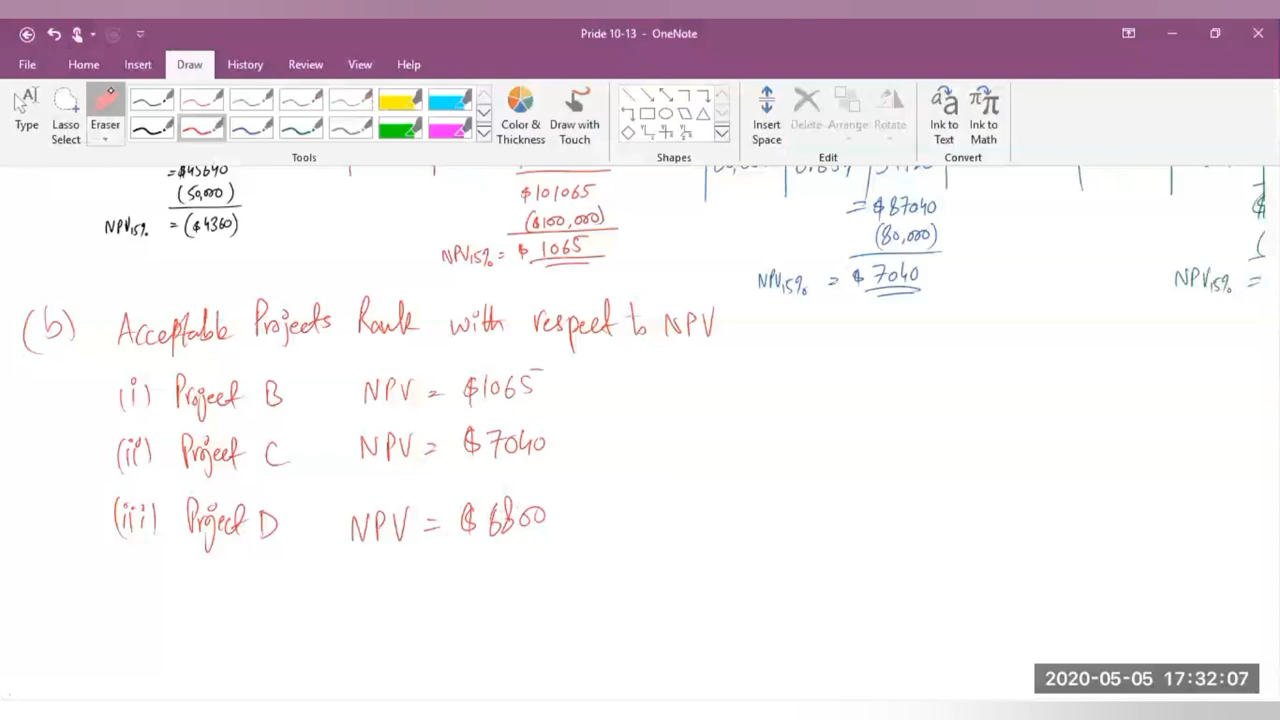 Pride 10-13 - OneNote
File Home Insert Draw History Review View Help
Type Lasso Select Eraser Color & Thickness Draw with Touch Insert Space Delete Arrange Rotate Ink to Text Ink to Math
Tools Shapes Edit Convert
= $45640
(50,000)
NPV15% = ($4360)
$101065
($100,000)
NPV15% = $ 1065
= $87040
(80,000)
NPV15% = $ 7040
NPV15% =
(b) Acceptable Projects Rank with respect to NPV
(i) Project B NPV = $1065
(ii) Project C NPV = $7040
(iii) Project D NPV = $6800
2020-05-05 17:32:07